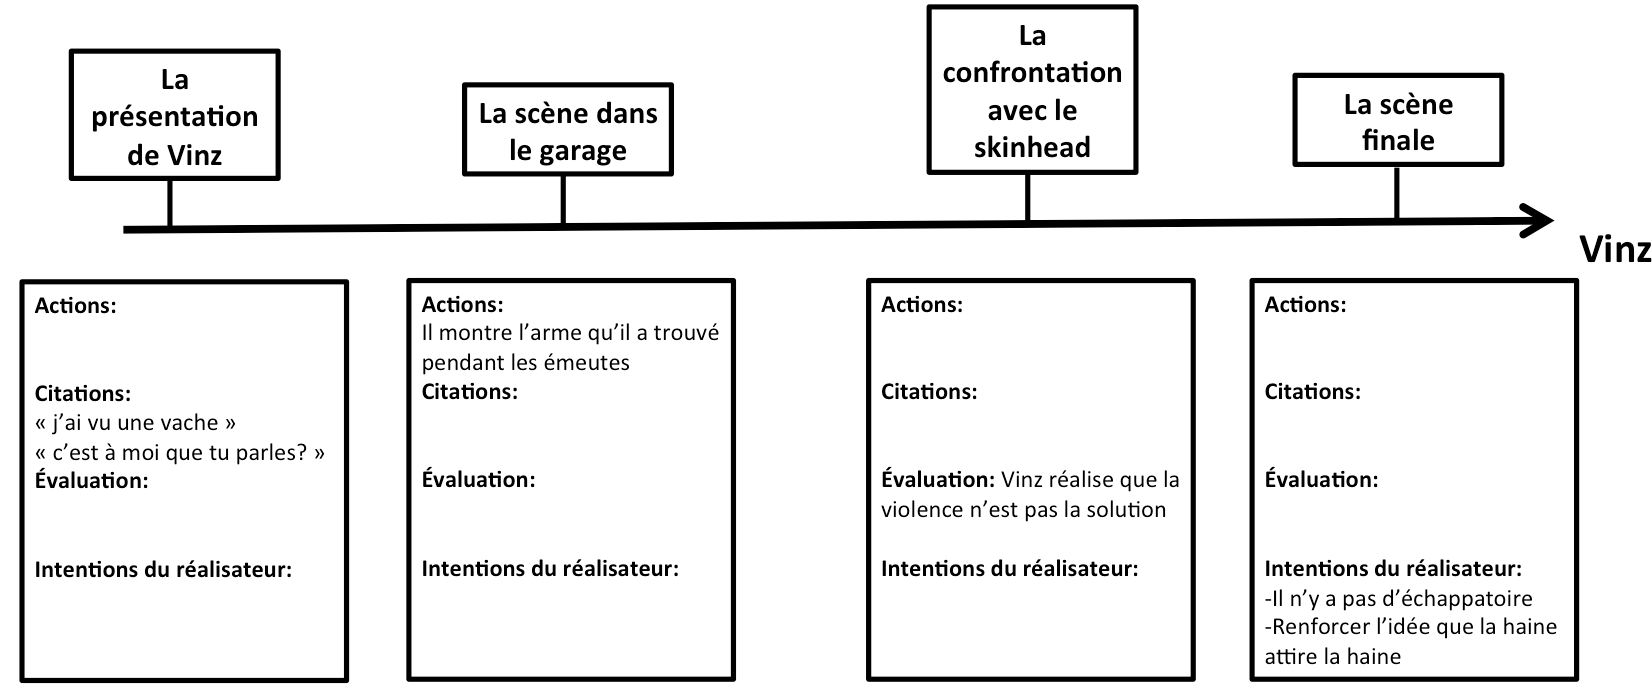 La
présentation
de Vinz
La scène dans
le garage
La
confrontation
avec le
skinhead
La scène
finale
Vinz
Actions:
Citations:
« j’ai vu une vache »
« c’est à moi que tu parles? »
Évaluation:
Intentions du réalisateur:
Actions:
Il montre l’arme qu’il a trouvé
pendant les émeutes
Citations:
Évaluation:
Intentions du réalisateur:
Actions:
Citations:
Évaluation: Vinz réalise que la
violence n’est pas la solution
Intentions du réalisateur:
Actions:
Citations:
Évaluation:
Intentions du réalisateur:
-Il n’y a pas d’échappatoire
-Renforcer l’idée que la haine
attire la haine